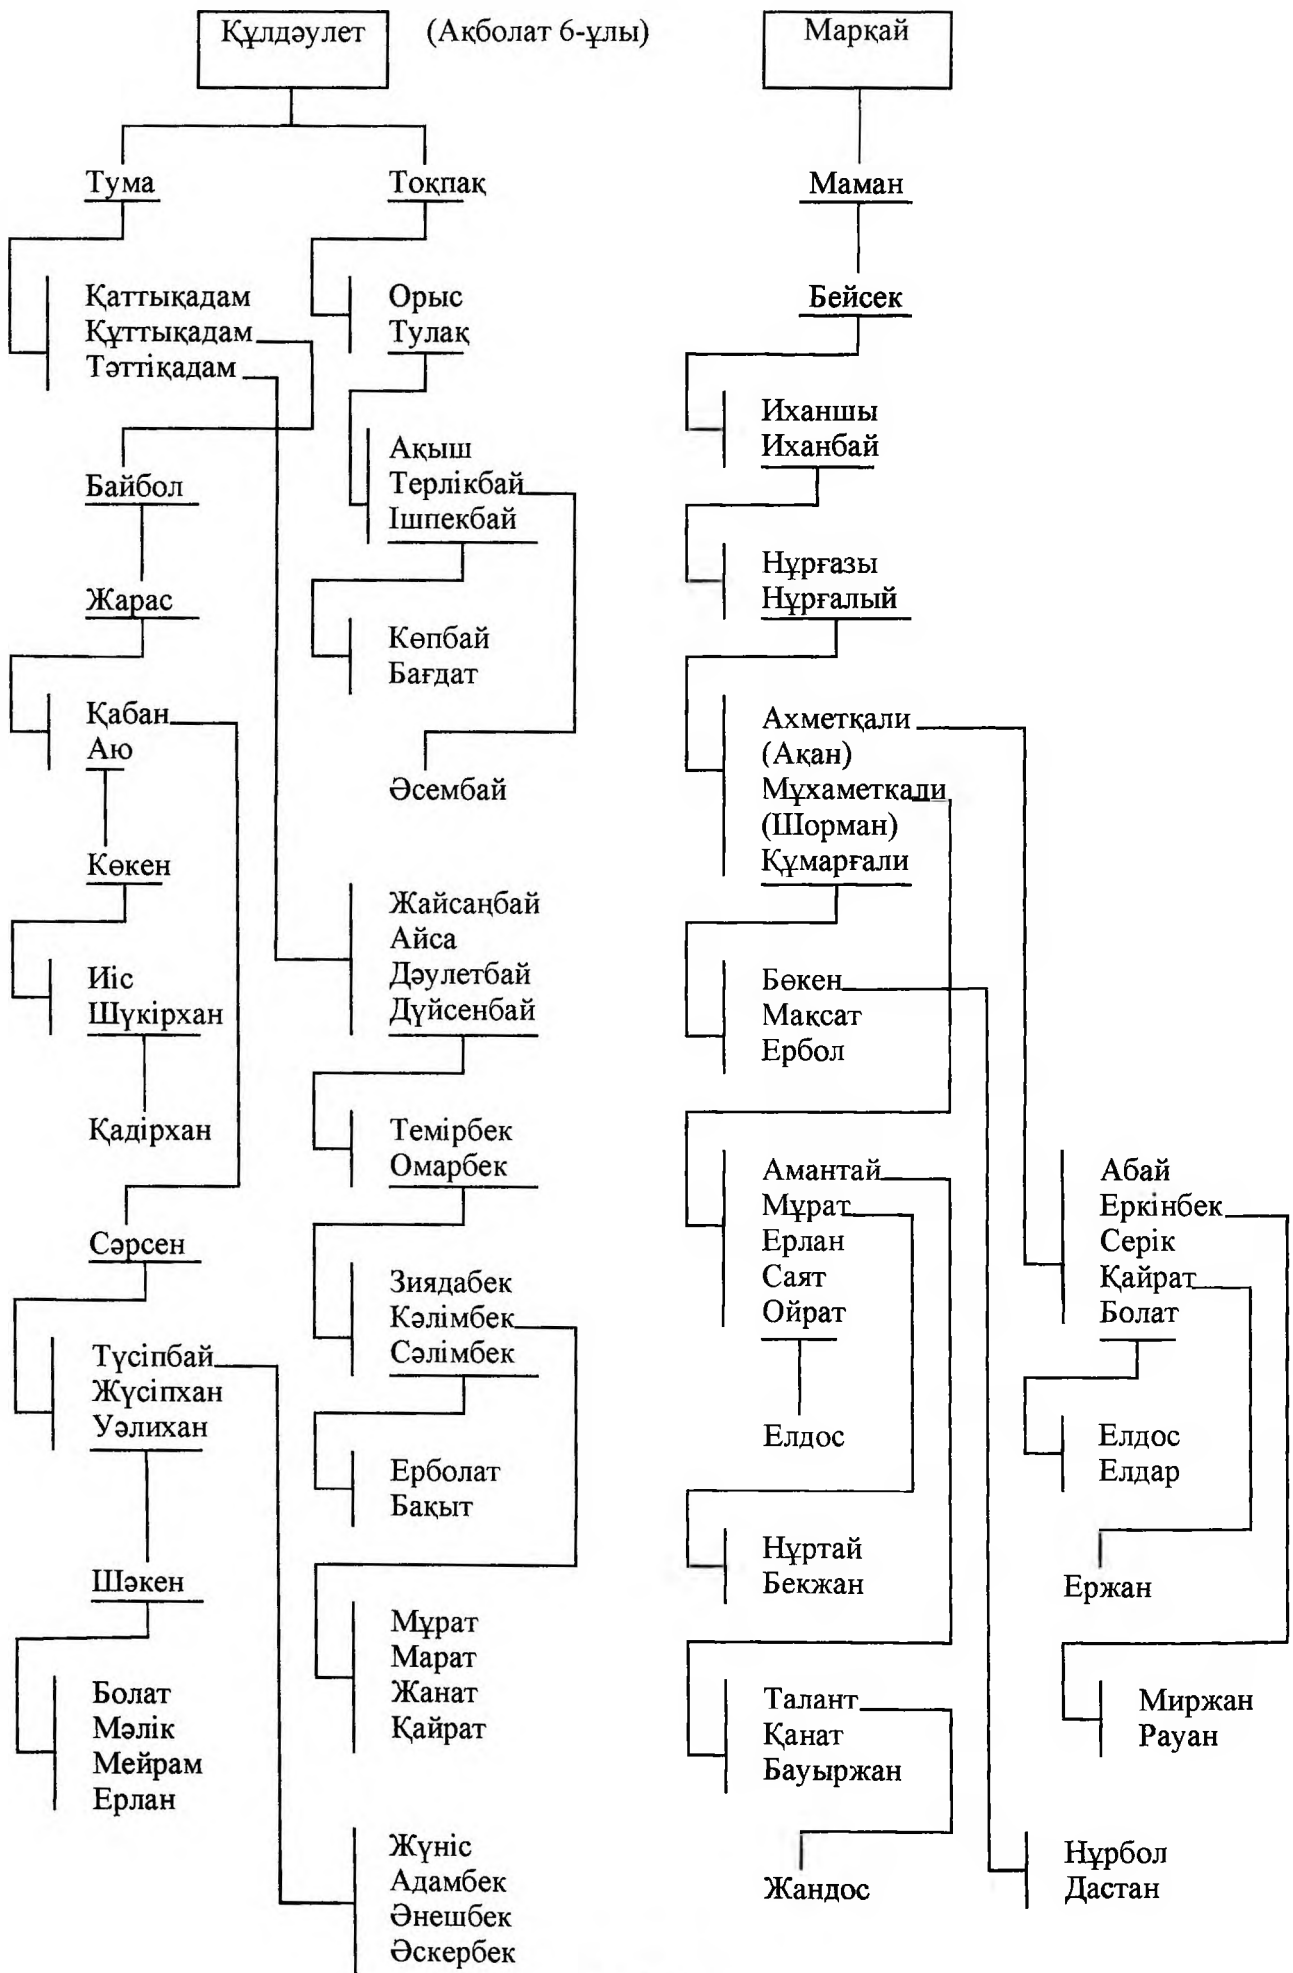 Құлдәулет (Ақболат 6-ұлы)
Тума
Тоқпақ
Қаттықадам
Құттықадам
Тәттіқадам
Орыс
Тулақ
Байбол
Ақыш
Терлікбай
Ішпекбай
Жарас
Көпбай
Бағдат
Қабан
Аю
Әсембай
Көкен
Жайсаңбай
Айса
Дәулетбай
Дүйсенбай
Иіс
Шүкірхан
Қадірхан
Темірбек
Омарбек
Сәрсен
Зиядабек
Кәлімбек
Сәлімбек
Түсіпбай
Жүсіпхан
Уәлихан
Ерболат
Бақыт
Шәкен
Мұрат
Марат
Жанат
Қайрат
Болат
Мәлік
Мейрам
Ерлан
Жүніс
Адамбек
Әнешбек
Әскербек
Марқай
Маман
Бейсек
Иханшы
Иханбай
Нұрғазы
Нұрғалый
Ахметқали
(Ақан)
Мұхаметқали
(Шорман)
Құмарғали
Бөкен
Мақсат
Ербол
Амантай
Мұрат
Ерлан
Саят
Ойрат
Елдос
Нұртай
Бекжан
Талант
Қанат
Бауыржан
Жандос
Абай
Еркінбек
Серік
Қайрат
Болат
Елдос
Елдар
Ержан
Миржан
Рауан
Нұрбол
Дастан